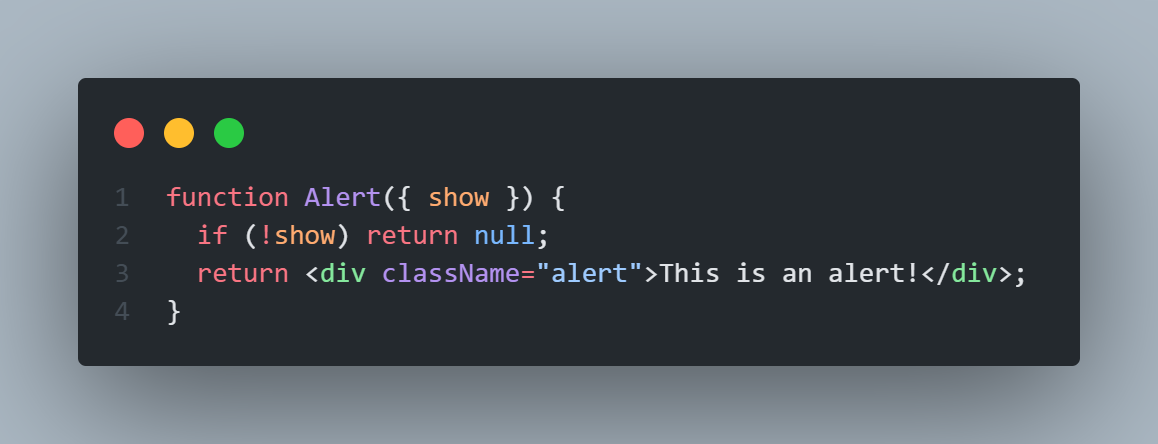 1 function Alert({ show }) {
2   if (!show) return null;
3   return <div className="alert">This is an alert!</div>;
4 }